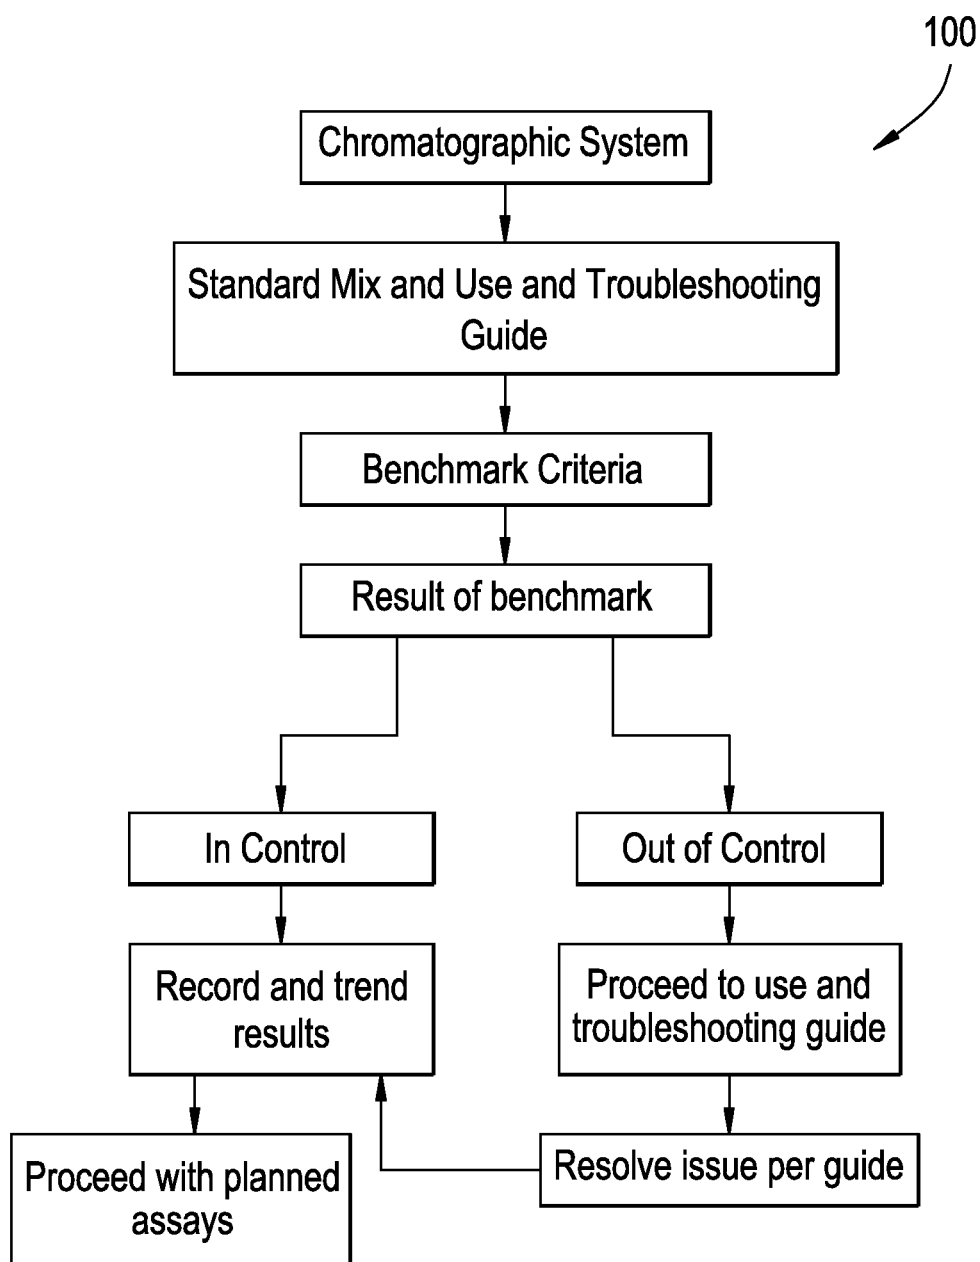 100
Chromatographic System
Standard Mix and Use and Troubleshooting
Guide
Benchmark Criteria
Result of benchmark
In Control
Out of Control
Record and trend
results
Proceed to use and
troubleshooting guide
Proceed with planned
assays
Resolve issue per guide